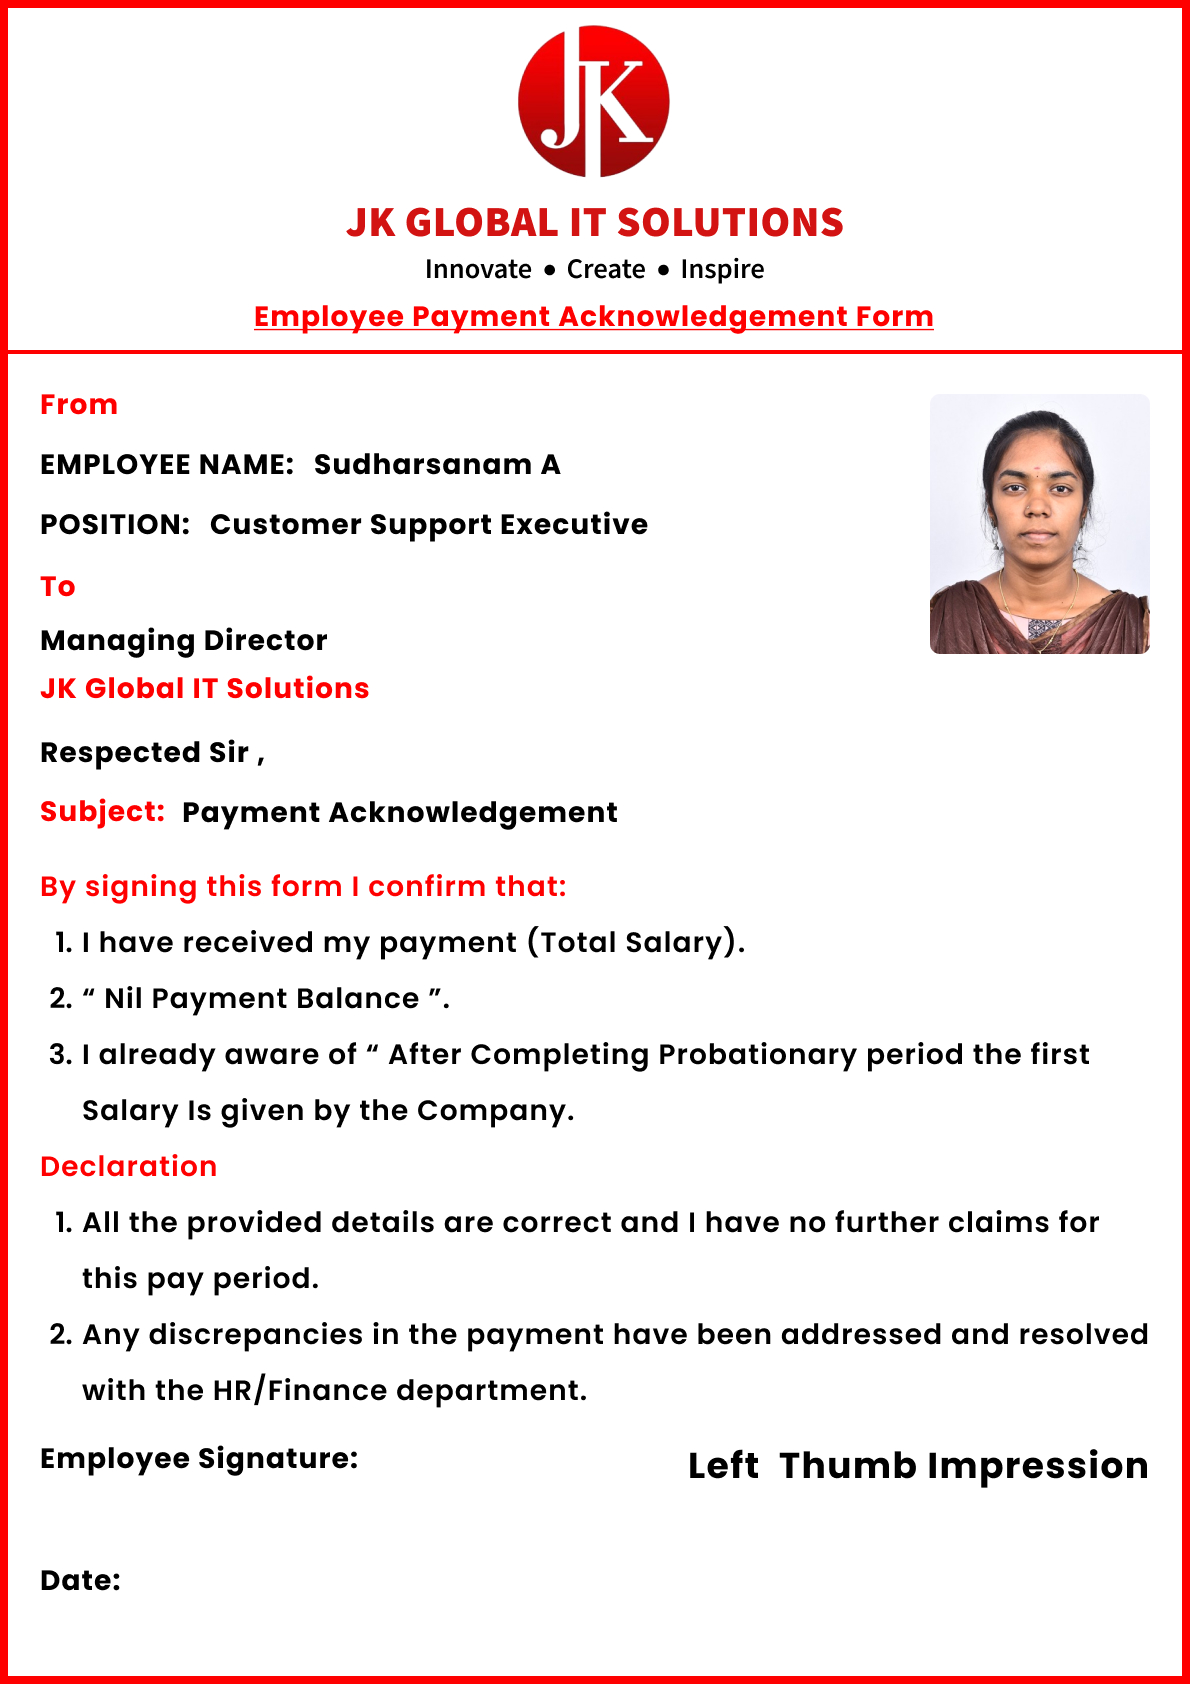 JK
JK GLOBAL IT SOLUTIONS
Innovate ● Create ● Inspire
Employee Payment Acknowledgement Form
From
EMPLOYEE NAME: Sudharsanam A
POSITION: Customer Support Executive
To
Managing Director
JK Global IT Solutions
Respected Sir ,
Subject: Payment Acknowledgement
By signing this form I confirm that:
1. I have received my payment (Total Salary).
2. “ Nil Payment Balance ”.
3. I already aware of “ After Completing Probationary period the first
Salary Is given by the Company.
Declaration
1. All the provided details are correct and I have no further claims for
this pay period.
2. Any discrepancies in the payment have been addressed and resolved
with the HR/Finance department.
Employee Signature:
Left Thumb Impression
Date: